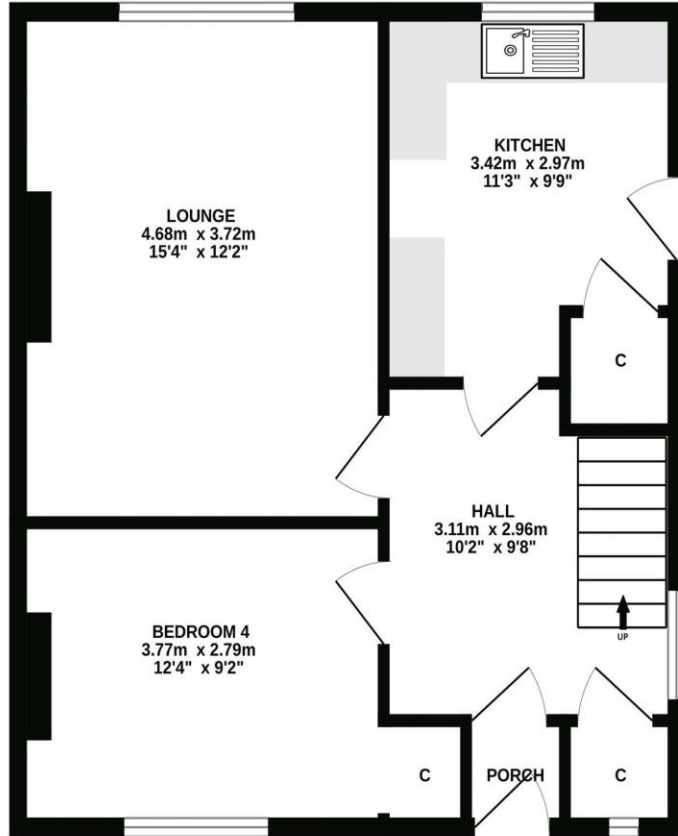 KITCHEN
3.42m x 2.97m
11'3" x 9'9"
LOUNGE
4.68m x 3.72m
15'4" x 12'2"
C
HALL
3.11m x 2.96m
10'2" x 9'8"
UP
BEDROOM 4
3.77m x 2.79m
12'4" x 9'2"
C
PORCH
C